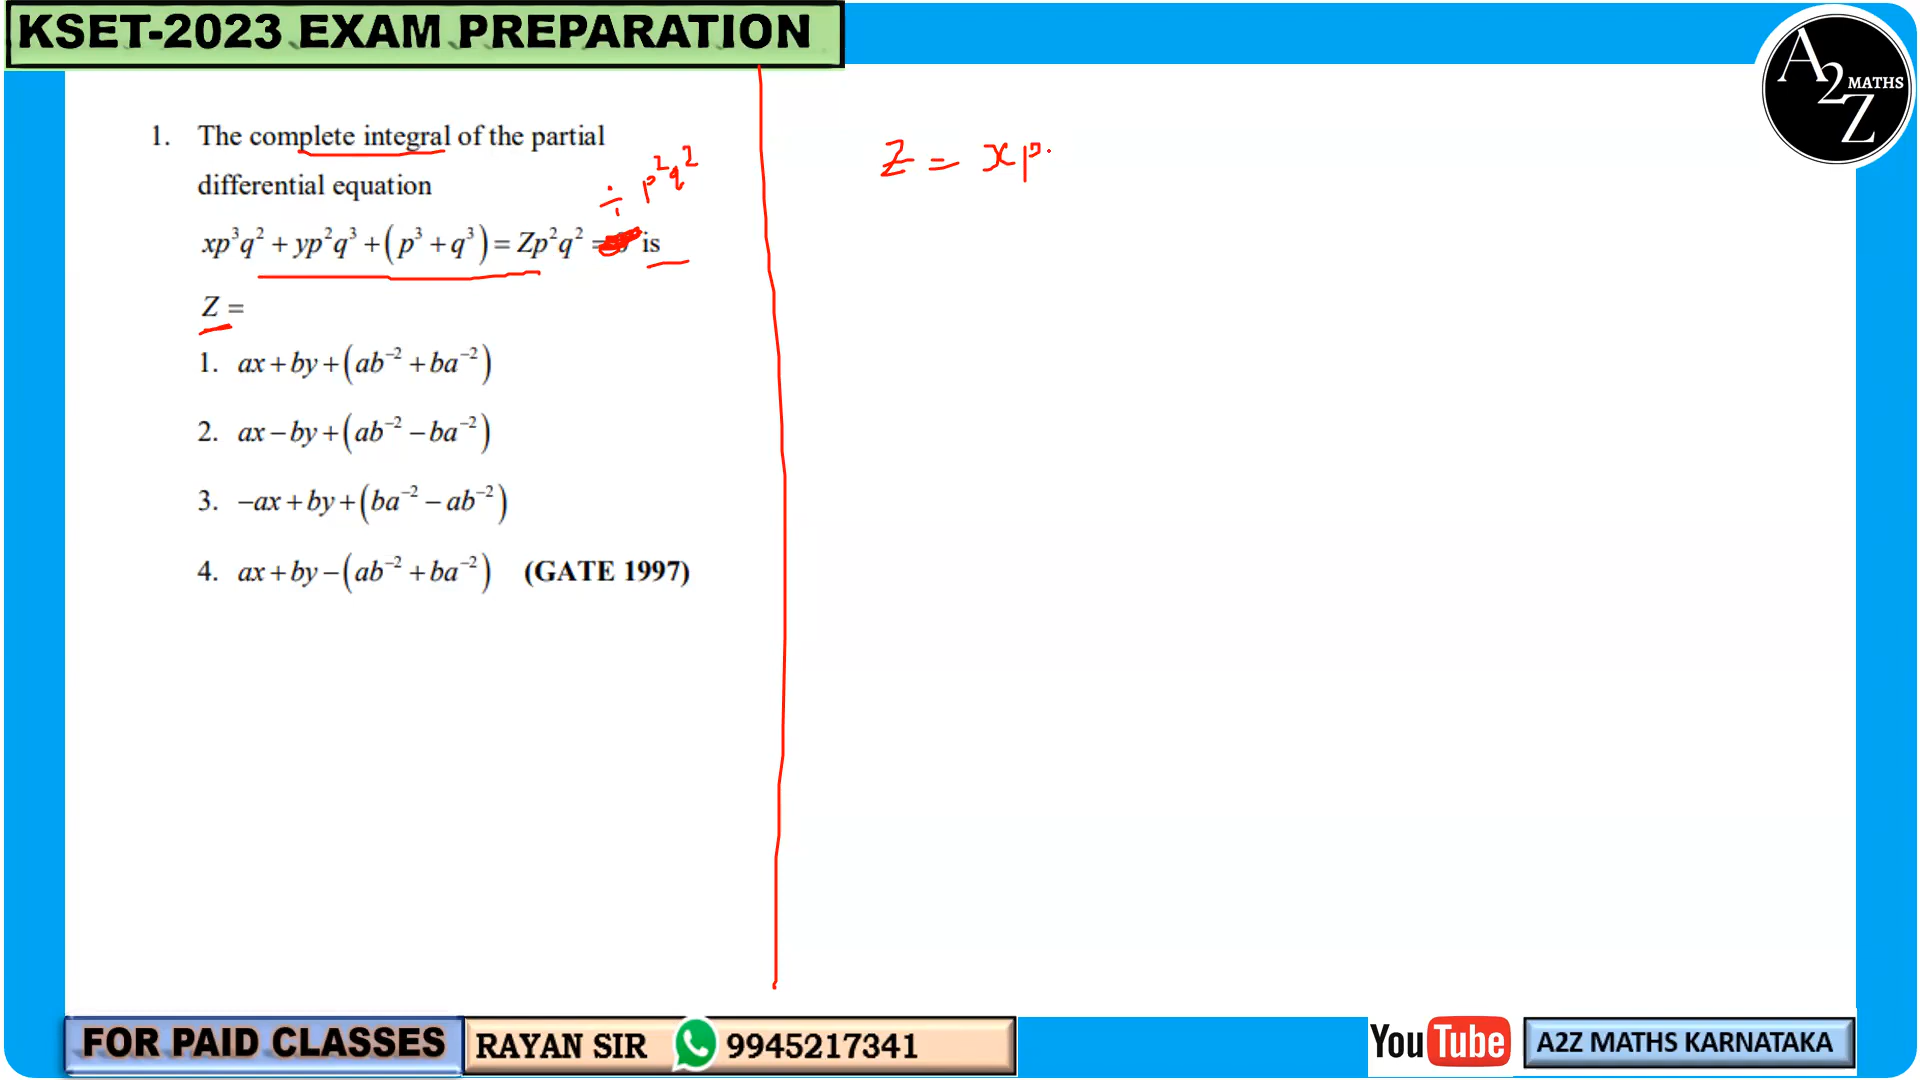 KSET-2023 EXAM PREPARATION
A2Z MATHS
1. The complete integral of the partial
differential equation
÷ p²q²
xp³q² + yp²q³ + (p³ + q³) = Zp²q² = is
Z =
1. ax + by + (ab⁻² + ba⁻²)
2. ax − by + (ab⁻² − ba⁻²)
3. −ax + by + (ba⁻² − ab⁻²)
4. ax + by − (ab⁻² + ba⁻²) (GATE 1997)
Z = xp
FOR PAID CLASSES
RAYAN SIR 9945217341
YouTube
A2Z MATHS KARNATAKA